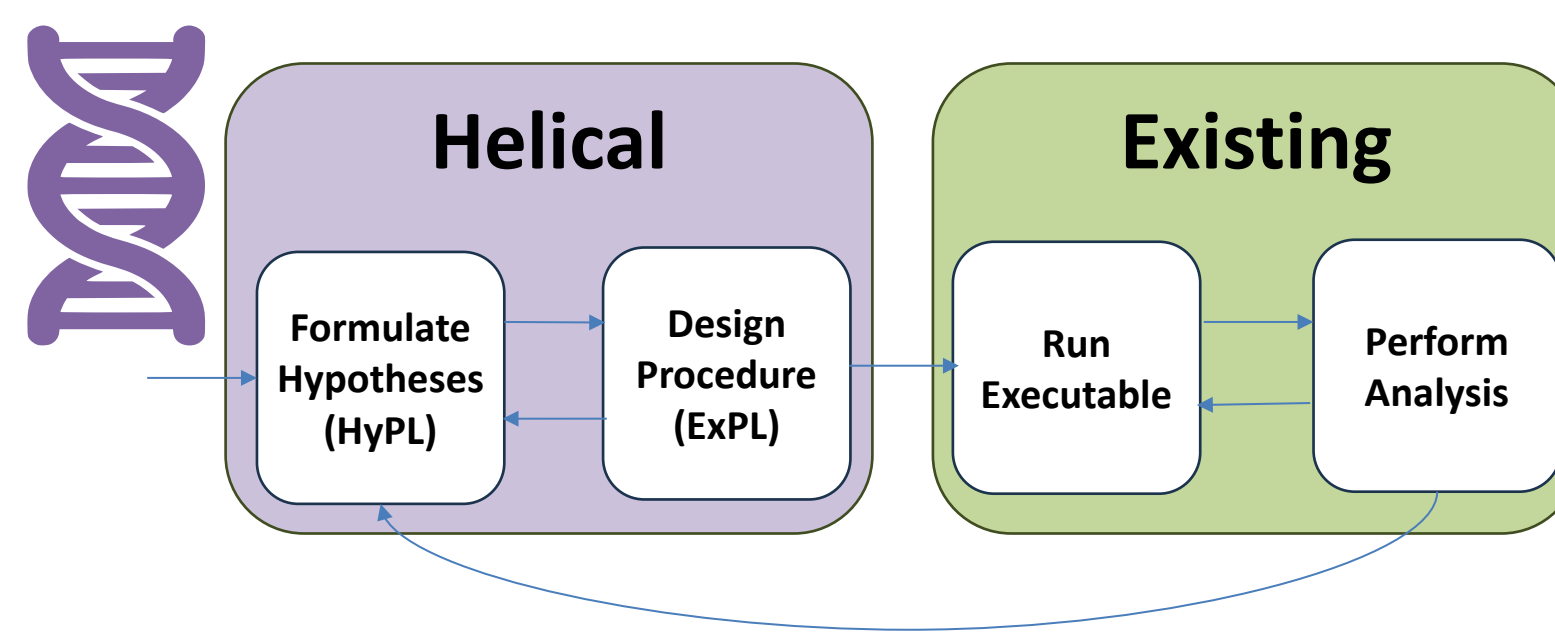 Helical
Existing
Formulate
Hypotheses
(HyPL)
Design
Procedure
(ExPL)
Run
Executable
Perform
Analysis